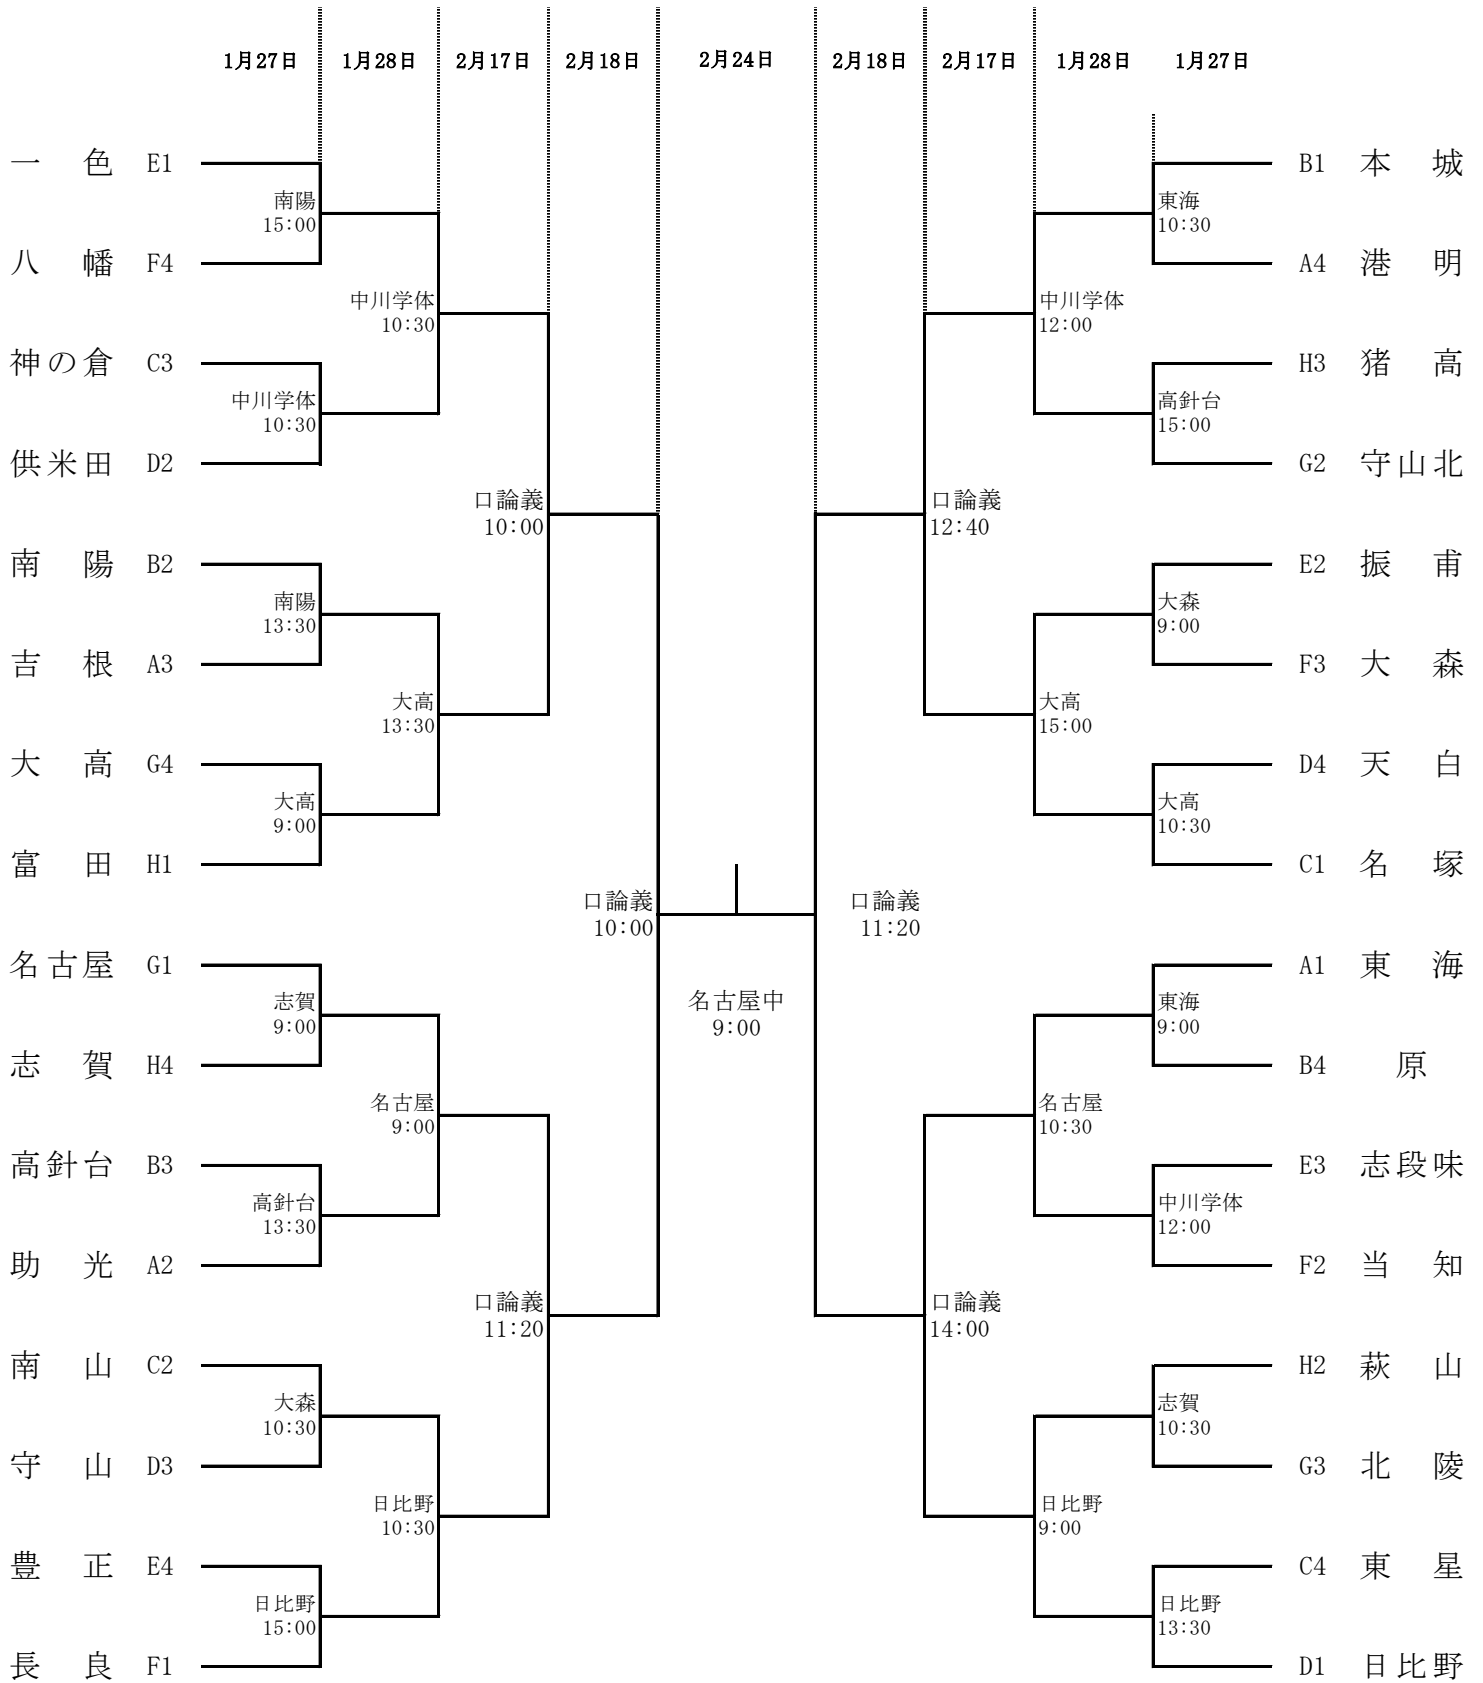 1月27日 1月28日 2月17日 2月18日 2月24日 2月18日 2月17日 1月28日 1月27日
一色 E1
B1 本城
南陽
15:00
東海
10:30
八幡 F4
A4 港明
中川学体
10:30
中川学体
12:00
神の倉 C3
H3 猪高
中川学体
10:30
高針台
15:00
供米田 D2
G2 守山北
口論義
10:00
口論義
12:40
南陽 B2
E2 振甫
南陽
13:30
大森
9:00
吉根 A3
F3 大森
大高
13:30
大高
15:00
大高 G4
D4 天白
大高
9:00
大高
10:30
富田 H1
C1 名塚
口論義
10:00
口論義
11:20
名古屋 G1
A1 東海
志賀
9:00
名古屋中
9:00
東海
9:00
志賀 H4
B4 原
名古屋
9:00
名古屋
10:30
高針台 B3
E3 志段味
高針台
13:30
中川学体
12:00
助光 A2
F2 当知
口論義
11:20
口論義
14:00
南山 C2
H2 萩山
大森
10:30
志賀
10:30
守山 D3
G3 北陵
日比野
10:30
日比野
9:00
豊正 E4
C4 東星
日比野
15:00
日比野
13:30
長良 F1
D1 日比野